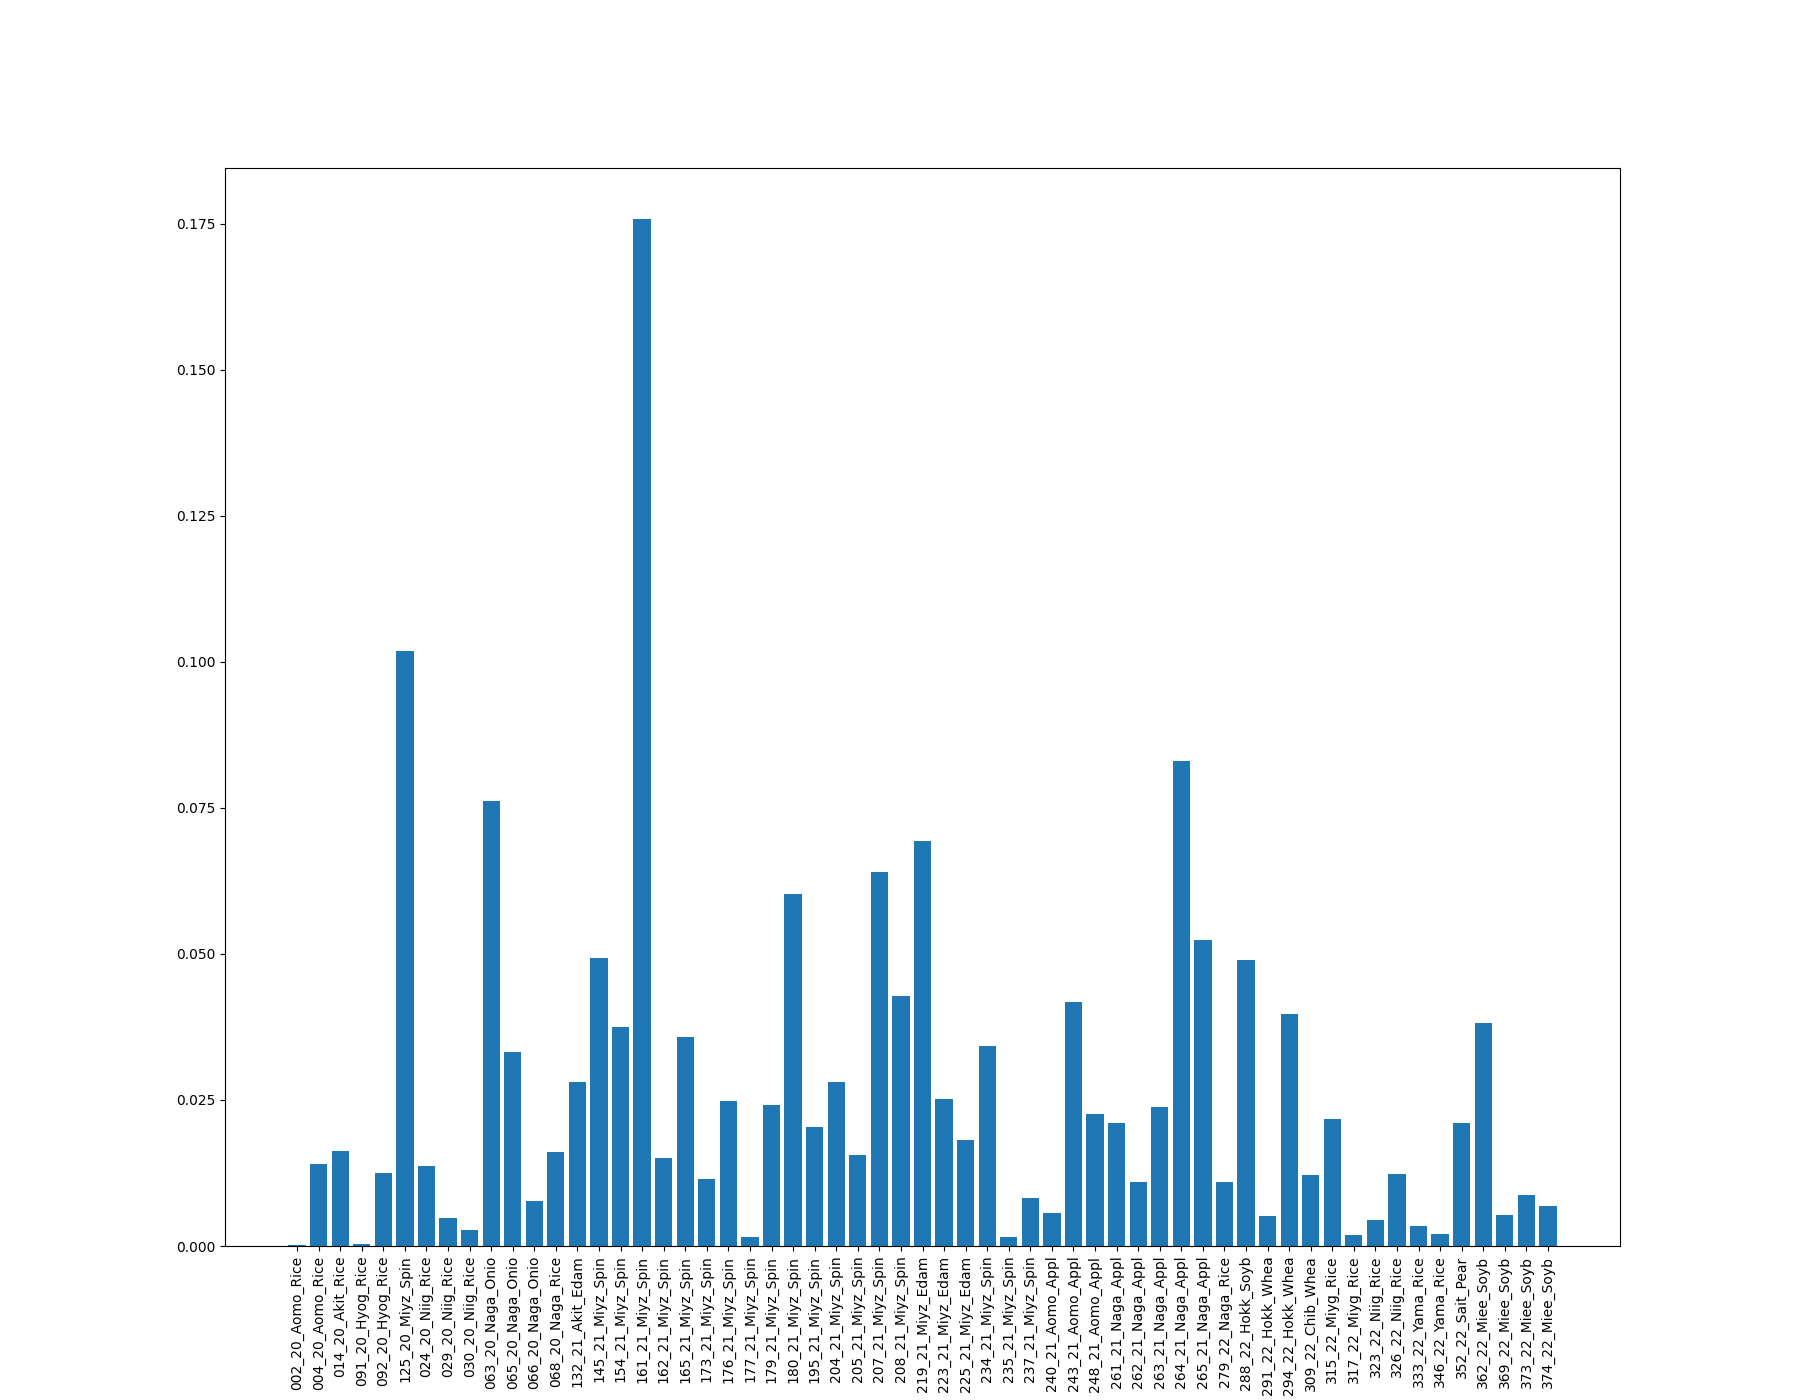 0.175
0.150
0.125
0.100
0.075
0.050
0.025
0.000
002_20_Aomo_Rice
004_20_Aomo_Rice
014_20_Akit_Rice
091_20_Hyog_Rice
092_20_Hyog_Rice
125_20_Miyz_Spin
024_20_Niig_Rice
029_20_Niig_Rice
030_20_Niig_Rice
063_20_Naga_Onio
065_20_Naga_Onio
066_20_Naga_Onio
068_20_Naga_Rice
132_21_Akit_Edam
145_21_Miyz_Spin
154_21_Miyz_Spin
161_21_Miyz_Spin
162_21_Miyz_Spin
165_21_Miyz_Spin
173_21_Miyz_Spin
176_21_Miyz_Spin
177_21_Miyz_Spin
179_21_Miyz_Spin
180_21_Miyz_Spin
195_21_Miyz_Spin
204_21_Miyz_Spin
205_21_Miyz_Spin
207_21_Miyz_Spin
208_21_Miyz_Spin
219_21_Miyz_Edam
223_21_Miyz_Edam
225_21_Miyz_Edam
234_21_Miyz_Spin
235_21_Miyz_Spin
237_21_Miyz_Spin
240_21_Aomo_Appl
243_21_Aomo_Appl
248_21_Aomo_Appl
261_21_Naga_Appl
262_21_Naga_Appl
263_21_Naga_Appl
264_21_Naga_Appl
265_21_Naga_Appl
279_22_Naga_Rice
288_22_Hokk_Soyb
291_22_Hokk_Whea
294_22_Hokk_Whea
309_22_Chib_Whea
315_22_Miyg_Rice
317_22_Miyg_Rice
323_22_Niig_Rice
326_22_Niig_Rice
333_22_Yama_Rice
346_22_Yama_Rice
352_22_Sait_Pear
362_22_Miee_Soyb
369_22_Miee_Soyb
373_22_Miee_Soyb
374_22_Miee_Soyb